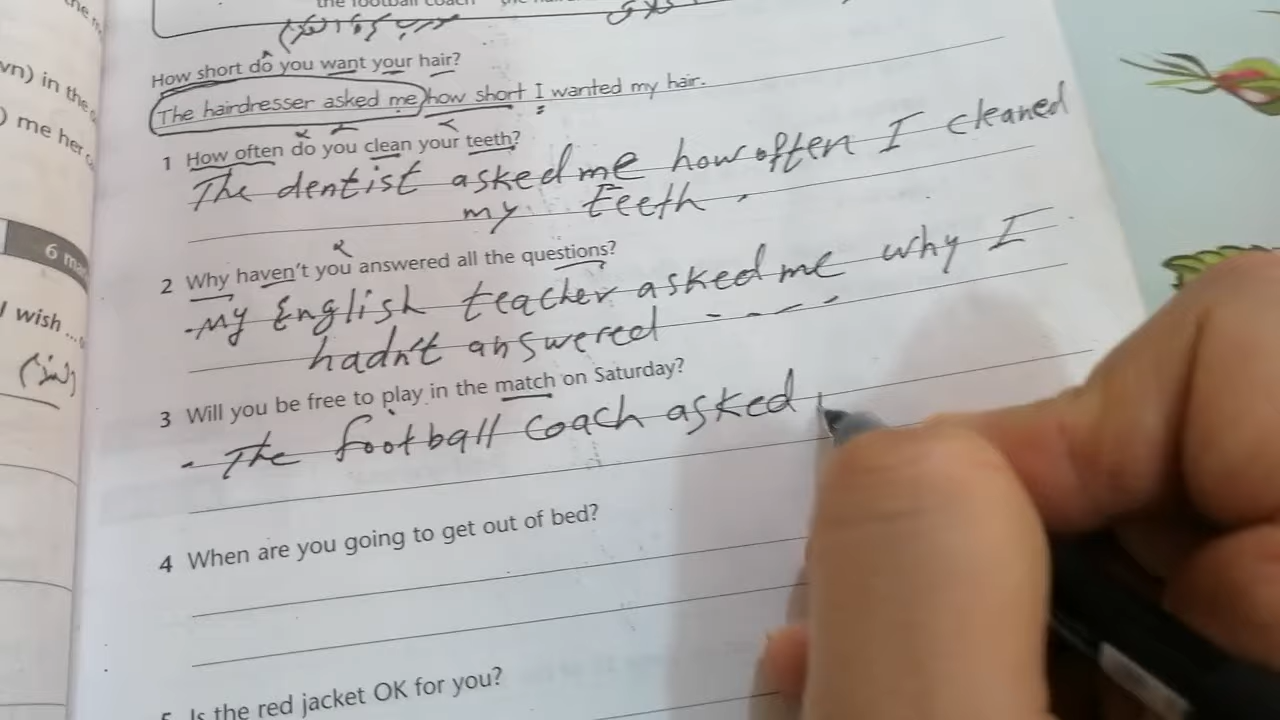 the football coach the
How short do you want your hair?
The hairdresser asked me how short I wanted my hair.
1 How often do you clean your teeth?
The dentist asked me how often I cleaned
my teeth.
2 Why haven't you answered all the questions?
- My English teacher asked me why I
hadn't answered - - - -
3 Will you be free to play in the match on Saturday?
- The football coach asked
4 When are you going to get out of bed?
5 Is the red jacket OK for you?
in the
) me her
6
I wish ...